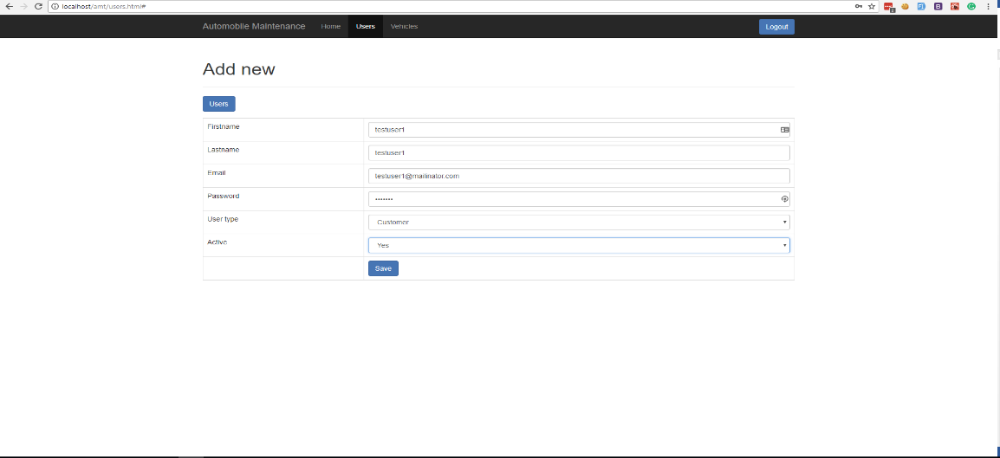 localhost/amt/users.html#
Automobile Maintenance Home Users Vehicles Logout
Add new
Users
Firstname testuser1
Lastname testuser1
Email testuser1@mailinator.com
Password •••••••
User type Customer
Active Yes
Save